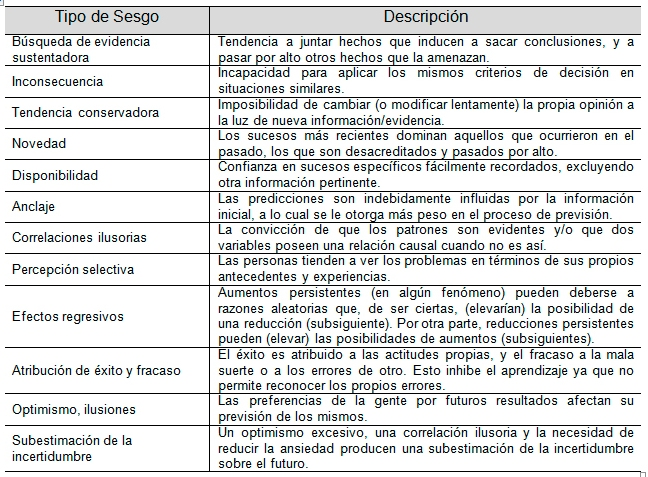 Tipo de Sesgo Descripción
Búsqueda de evidencia Tendencia a juntar hechos que inducen a sacar conclusiones, y a
sustentadora pasar por alto otros hechos que la amenazan.
Inconsecuencia Incapacidad para aplicar los mismos criterios de decisión en
situaciones similares.
Tendencia conservadora Imposibilidad de cambiar (o modificar lentamente) la propia opinión a
la luz de nueva información/evidencia.
Novedad Los sucesos más recientes dominan aquellos que ocurrieron en el
pasado, los que son desacreditados y pasados por alto.
Disponibilidad Confianza en sucesos específicos fácilmente recordados, excluyendo
otra información pertinente.
Anclaje Las predicciones son indebidamente influidas por la información
inicial, a lo cual se le otorga más peso en el proceso de previsión.
Correlaciones ilusorias La convicción de que los patrones son evidentes y/o que dos
variables poseen una relación causal cuando no es así.
Percepción selectiva Las personas tienden a ver los problemas en términos de sus propios
antecedentes y experiencias.
Efectos regresivos Aumentos persistentes (en algún fenómeno) pueden deberse a
razones aleatorias que, de ser ciertas, (elevarían) la posibilidad de
una reducción (subsiguiente). Por otra parte, reducciones persistentes
pueden (elevar) las posibilidades de aumentos (subsiguientes).
Atribución de éxito y fracaso El éxito es atribuido a las actitudes propias, y el fracaso a la mala
suerte o a los errores de otro. Esto inhibe el aprendizaje ya que no
permite reconocer los propios errores.
Optimismo, ilusiones Las preferencias de la gente por futuros resultados afectan su
previsión de los mismos.
Subestimación de la Un optimismo excesivo, una correlación ilusoria y la necesidad de
incertidumbre reducir la ansiedad producen una subestimación de la incertidumbre
sobre el futuro.